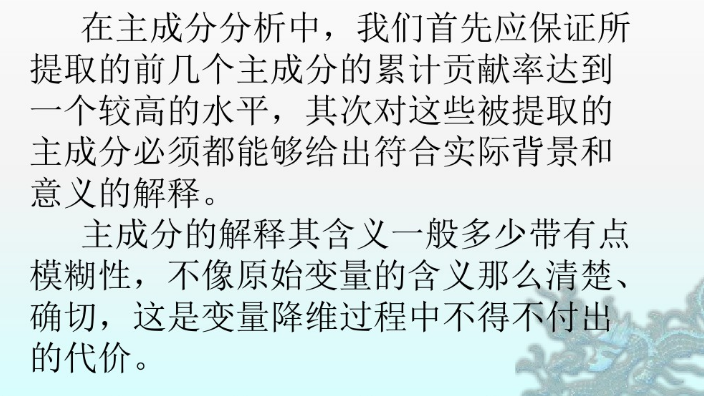 在主成分分析中，我们首先应保证所
提取的前几个主成分的累计贡献率达到
一个较高的水平，其次对这些被提取的
主成分必须都能够给出符合实际背景和
意义的解释。
主成分的解释其含义一般多少带有点
模糊性，不像原始变量的含义那么清楚、
确切，这是变量降维过程中不得不付出
的代价。